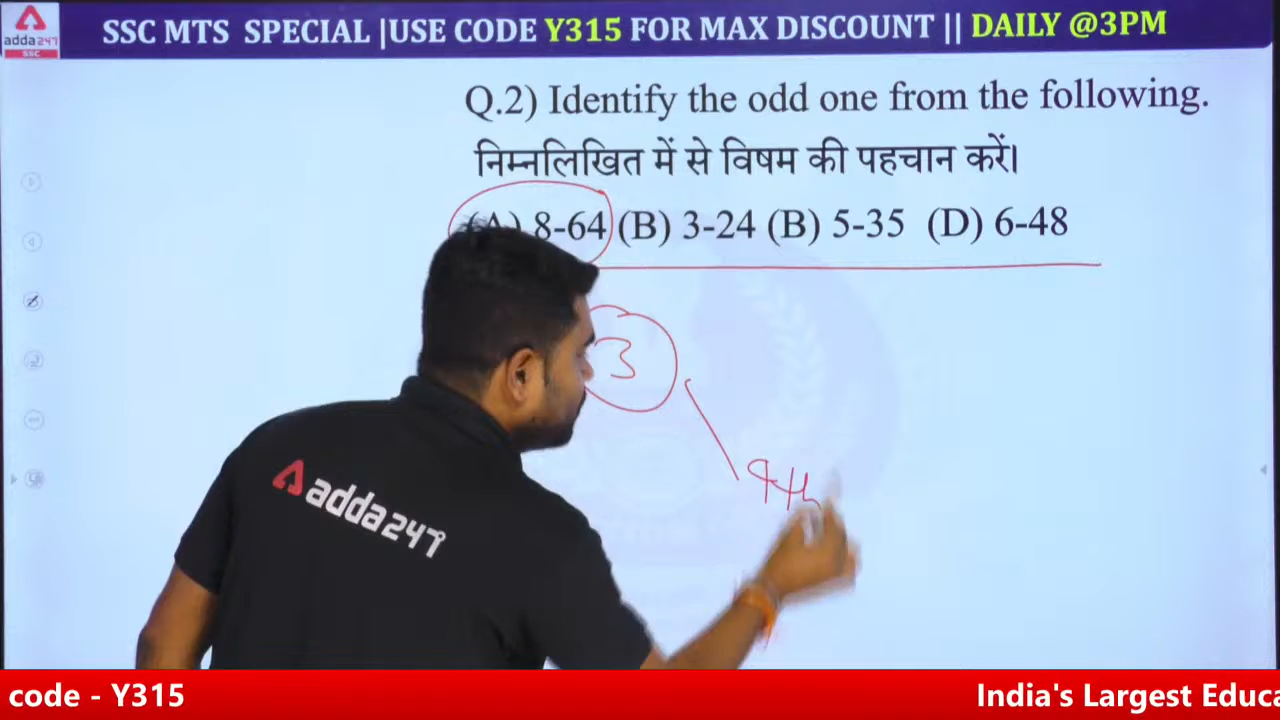 SSC MTS SPECIAL |USE CODE Y315 FOR MAX DISCOUNT || DAILY @3PM
adda247
SSC
Q.2) Identify the odd one from the following.
निम्नलिखित में से विषम की पहचान करें।
(A) 8-64 (B) 3-24 (B) 5-35 (D) 6-48
3
adda247
code - Y315
India's Largest Educa